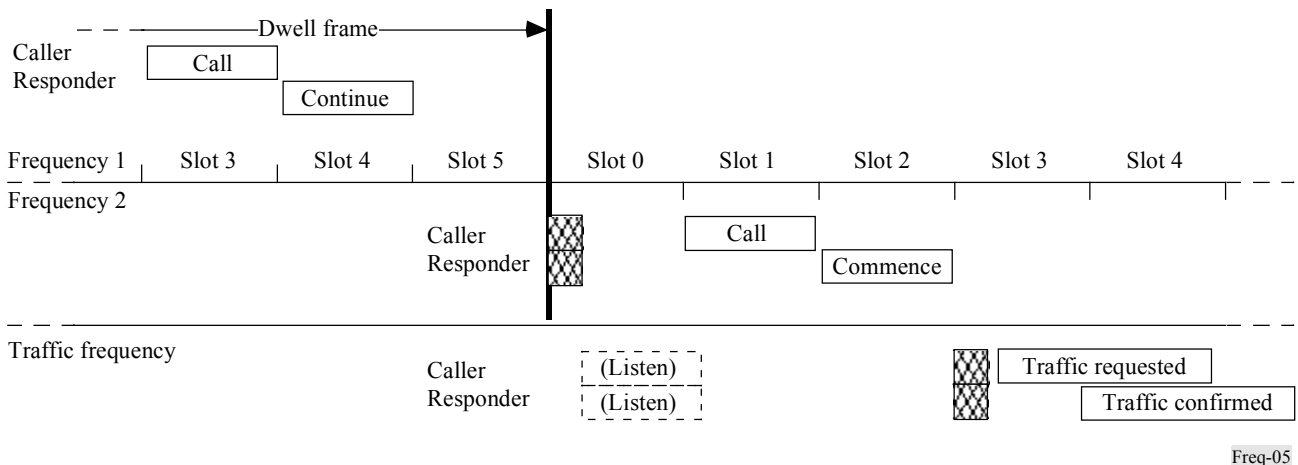 Dwell frame
Caller
Call
Responder
Continue
Frequency 1 Slot 3 Slot 4 Slot 5 Slot 0 Slot 1 Slot 2 Slot 3 Slot 4
Frequency 2
Caller
Call
Responder
Commence
Traffic frequency
Caller
(Listen)
Traffic requested
Responder
(Listen)
Traffic confirmed
Freq-05